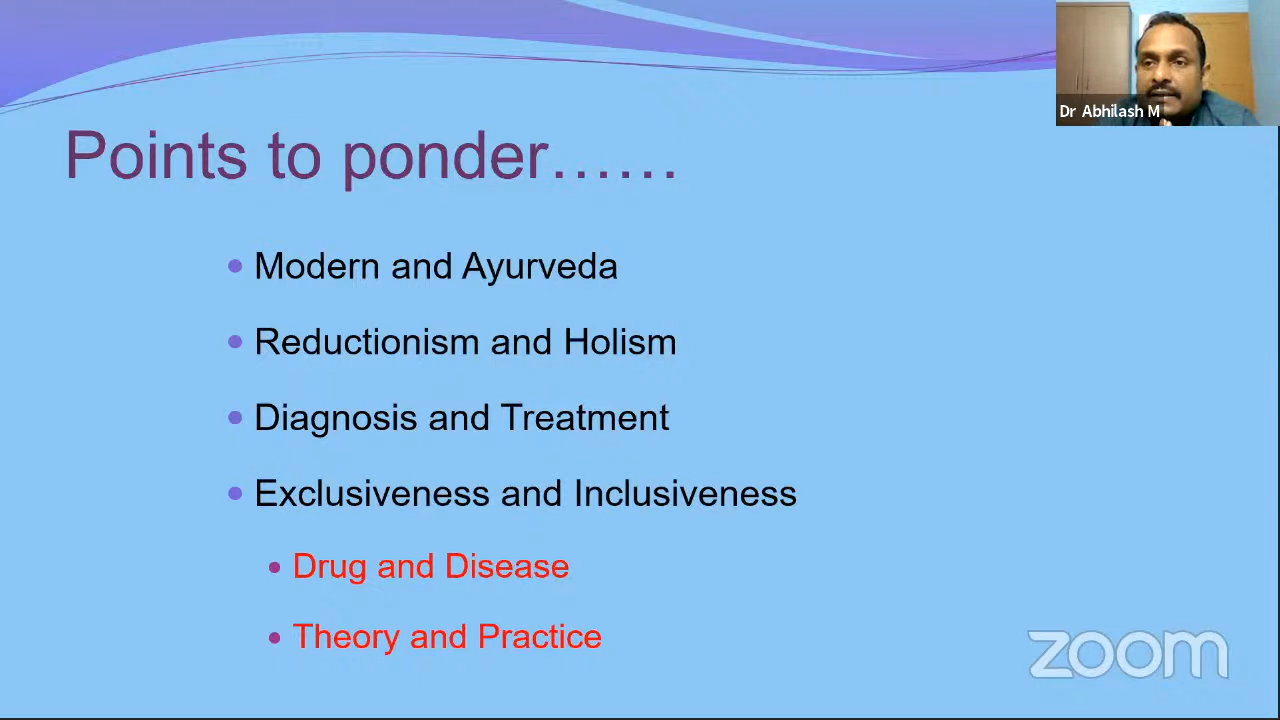 Dr Abhilash M
Points to ponder......
Modern and Ayurveda
Reductionism and Holism
Diagnosis and Treatment
Exclusiveness and Inclusiveness
Drug and Disease
Theory and Practice
zoom